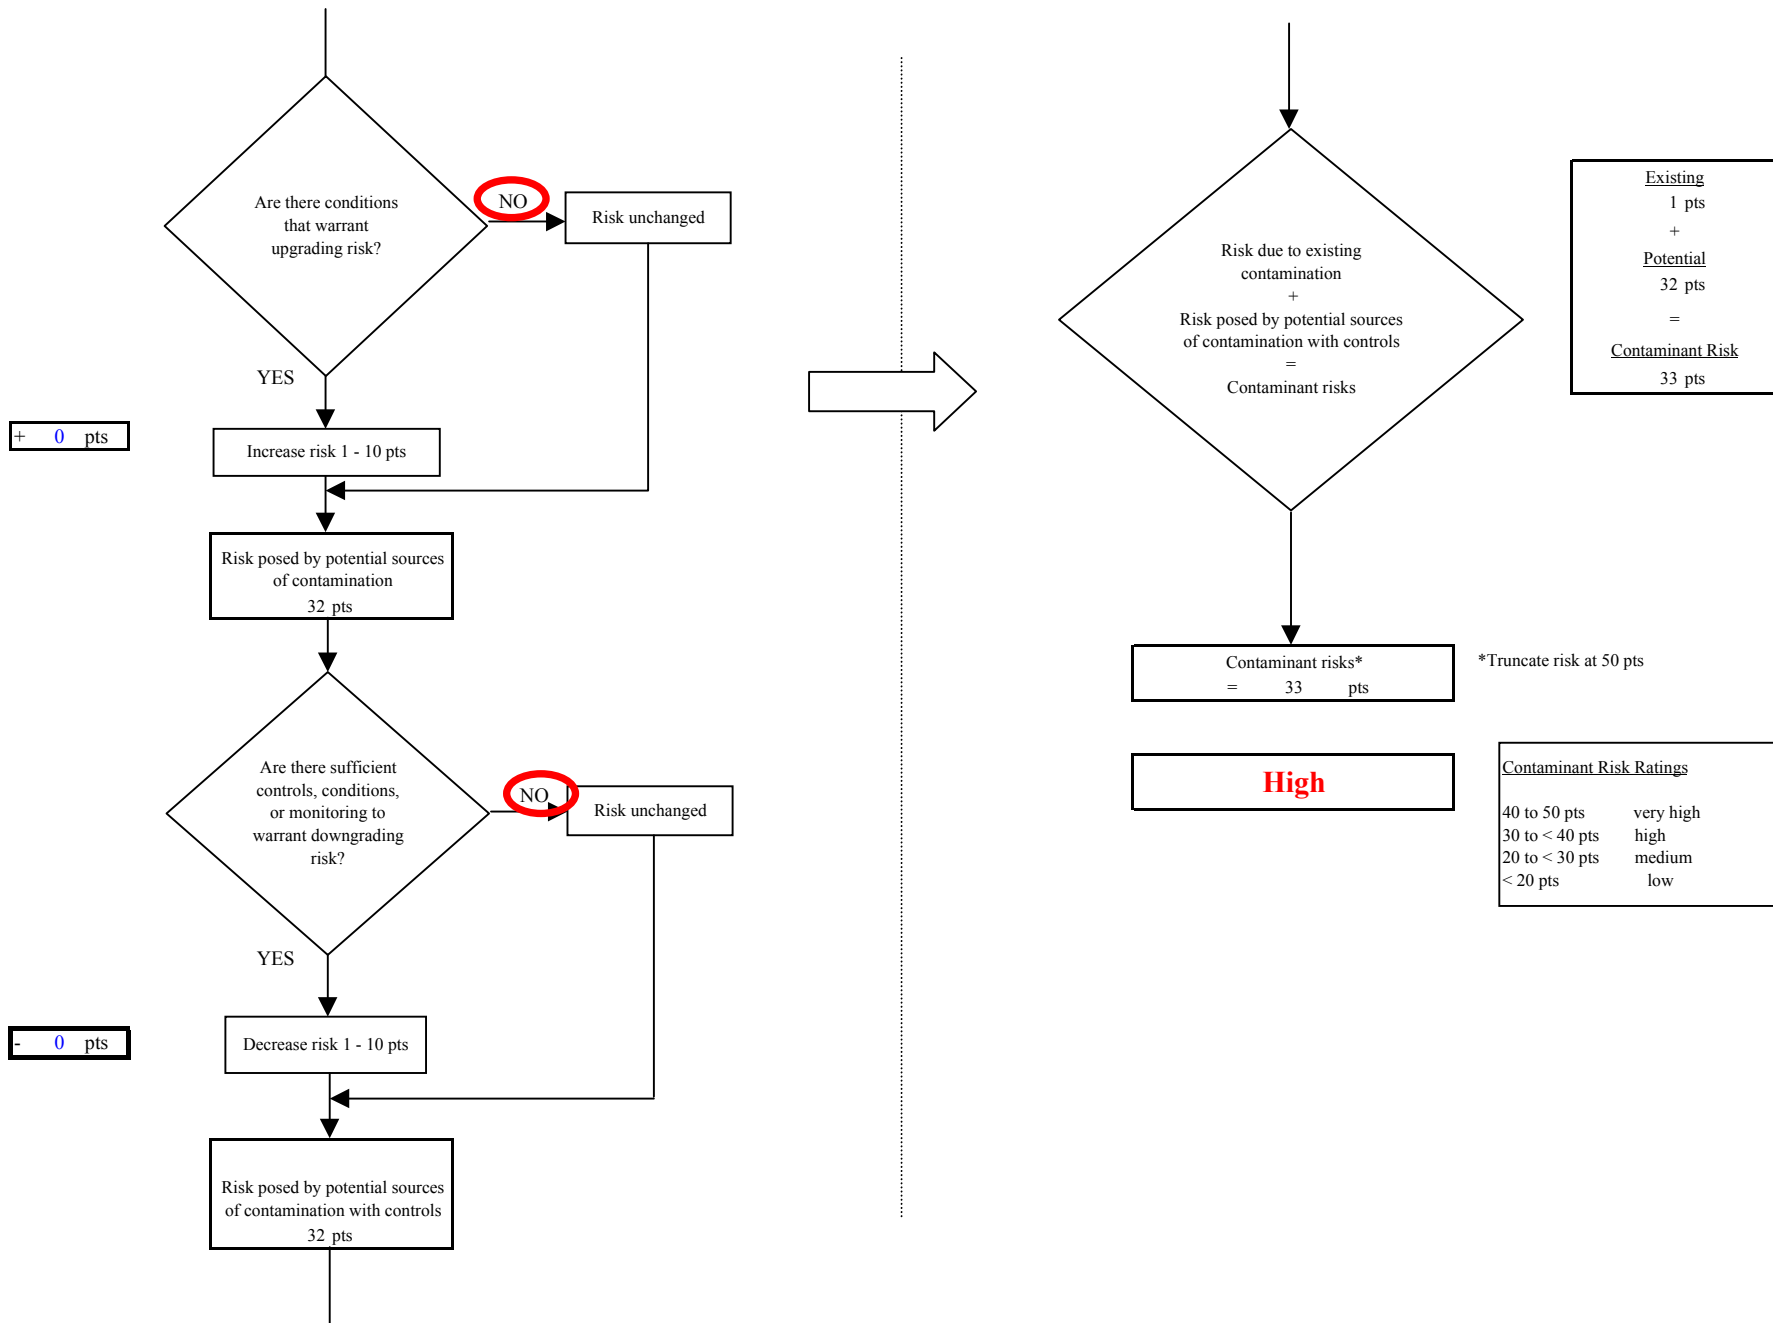 Are there conditions
that warrant
upgrading risk?
NO
Risk unchanged
YES
+ 0 pts
Increase risk 1 - 10 pts
Risk posed by potential sources
of contamination
32 pts
Are there sufficient
controls, conditions,
or monitoring to
warrant downgrading
risk?
NO
Risk unchanged
YES
- 0 pts
Decrease risk 1 - 10 pts
Risk posed by potential sources
of contamination with controls
32 pts
Risk due to existing
contamination
+
Risk posed by potential sources
of contamination with controls
=
Contaminant risks
Existing
1 pts
+
Potential
32 pts
=
Contaminant Risk
33 pts
Contaminant risks*
= 33 pts
*Truncate risk at 50 pts
High
Contaminant Risk Ratings
40 to 50 pts very high
30 to < 40 pts high
20 to < 30 pts medium
< 20 pts low